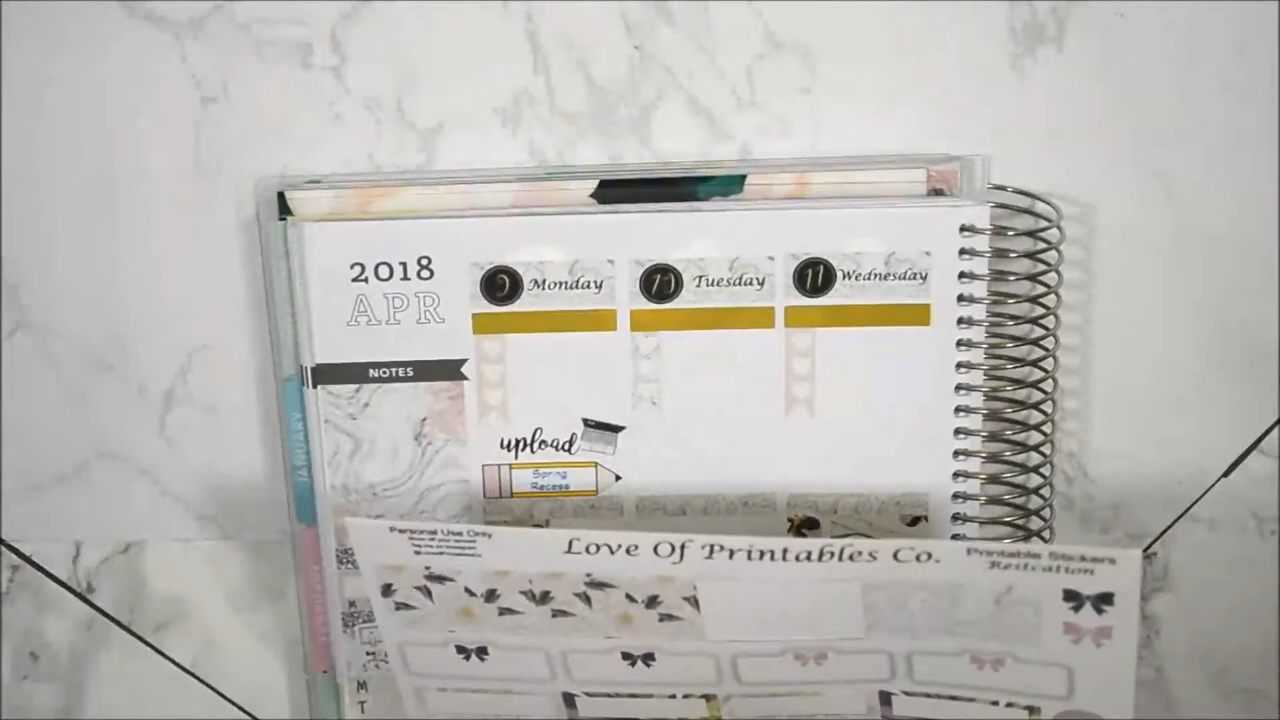 2018
APR
NOTES
9 Monday
10 Tuesday
11 Wednesday
JANUARY
upload
Spring
Recess
FEBRUARY
Personal Use Only
Love Of Printables Co.
Printable Stickers
M
M
T